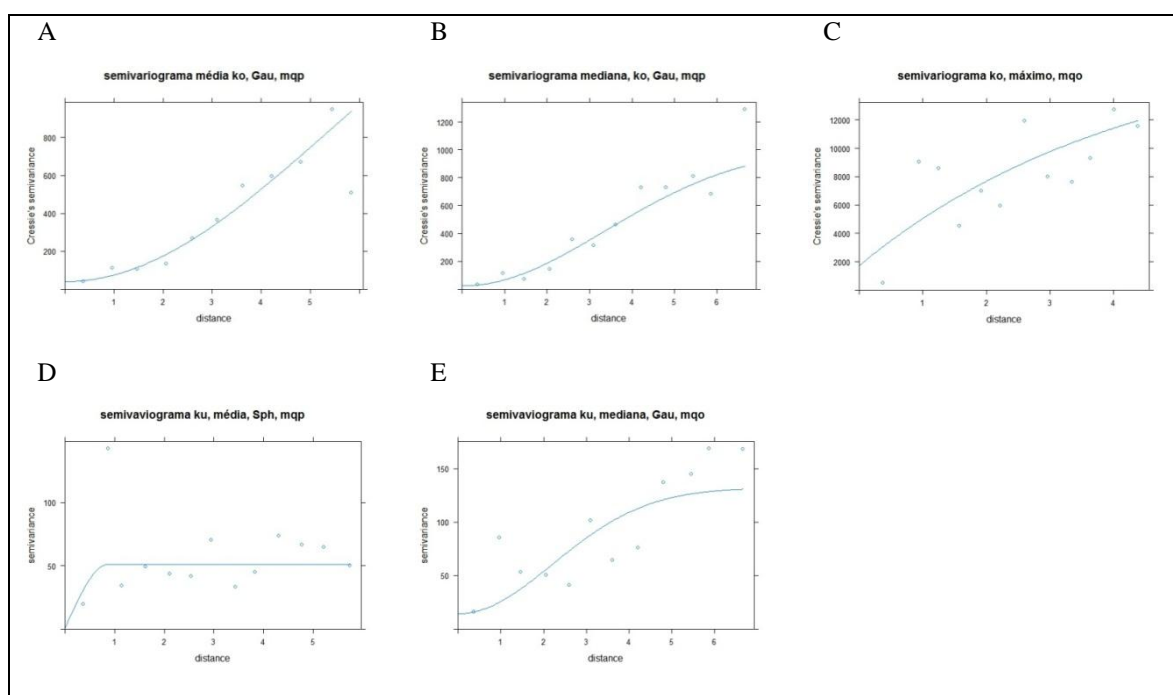 A
semivariograma média ko, Gau, mqp
Cressie's semivariance
800
600
400
200
1 2 3 4 5
distance
B
semivariograma mediana, ko, Gau, mqp
Cressie's semivariance
1200
1000
800
600
400
200
1 2 3 4 5 6
distance
C
semivariograma ko, máximo, mqo
Cressie's semivariance
12000
10000
8000
6000
4000
2000
1 2 3 4
distance
D
semivaviograma ku, média, Sph, mqp
semivariance
100
50
1 2 3 4 5
distance
E
semivaviograma ku, mediana, Gau, mqo
semivariance
150
100
50
1 2 3 4 5 6
distance